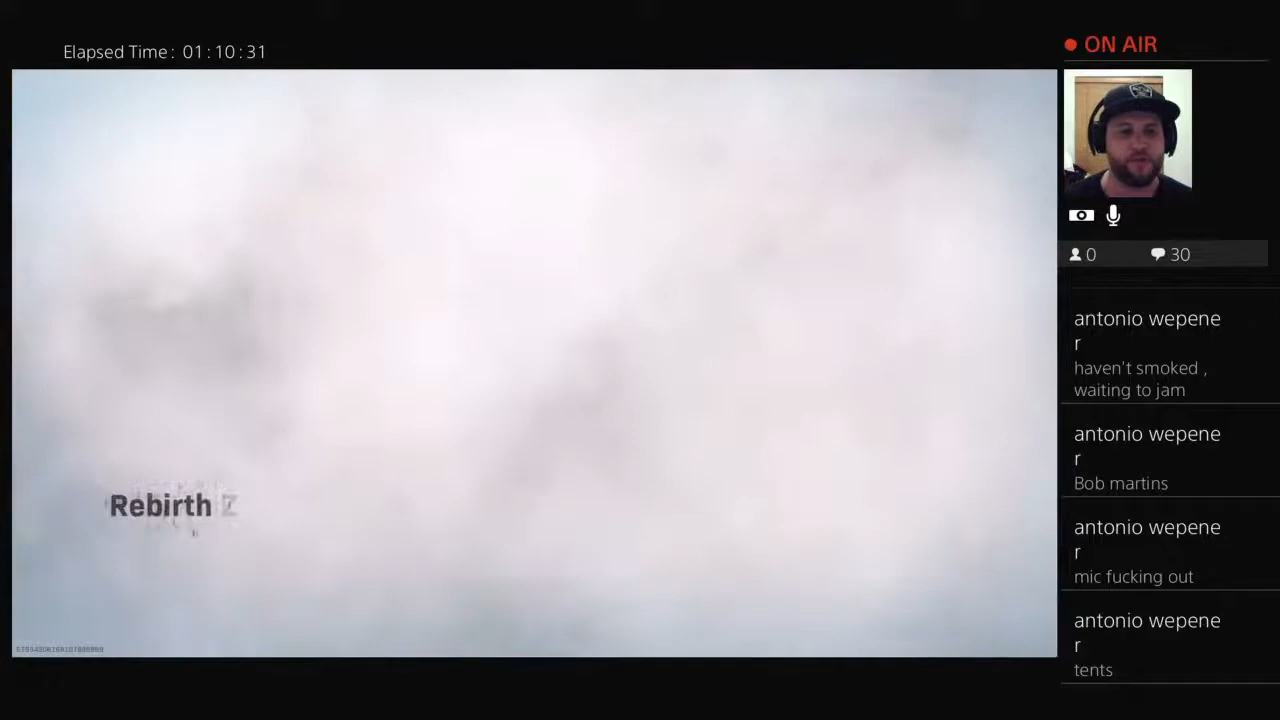 Elapsed Time: 01:10:31
ON AIR
0 30
antonio wepene
r
haven't smoked ,
waiting to jam
antonio wepene
r
Bob martins
antonio wepene
r
mic fucking out
antonio wepene
r
tents
Rebirth